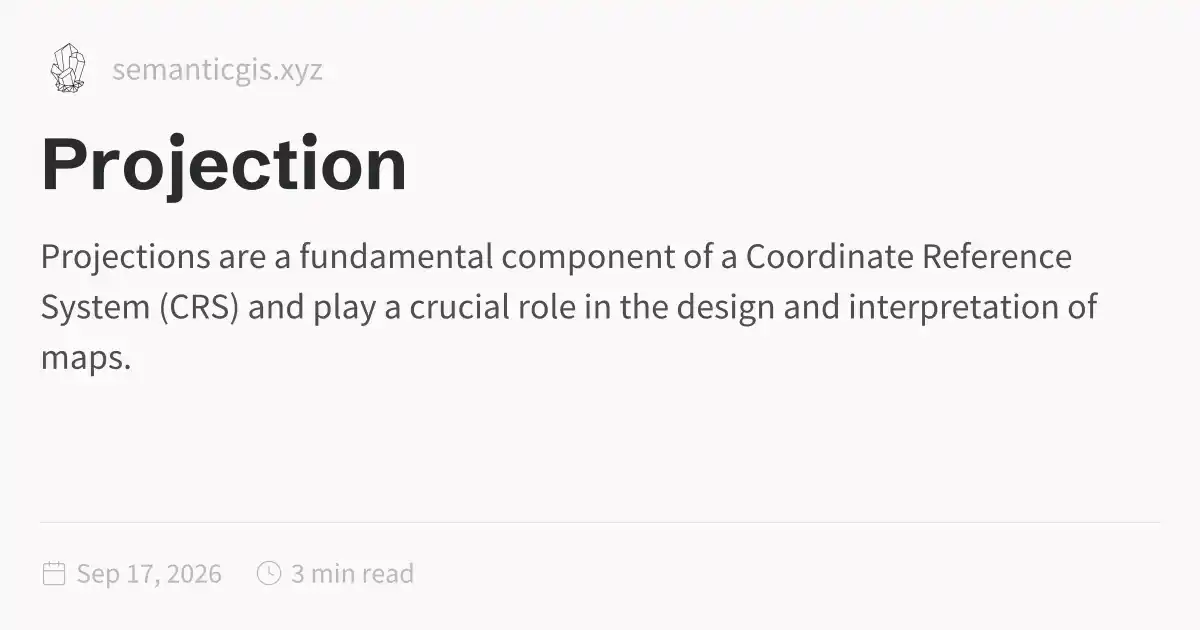 semanticgis.xyz
Projection
Projections are a fundamental component of a Coordinate Reference
System (CRS) and play a crucial role in the design and interpretation of
maps.
Sep 17, 2026 3 min read